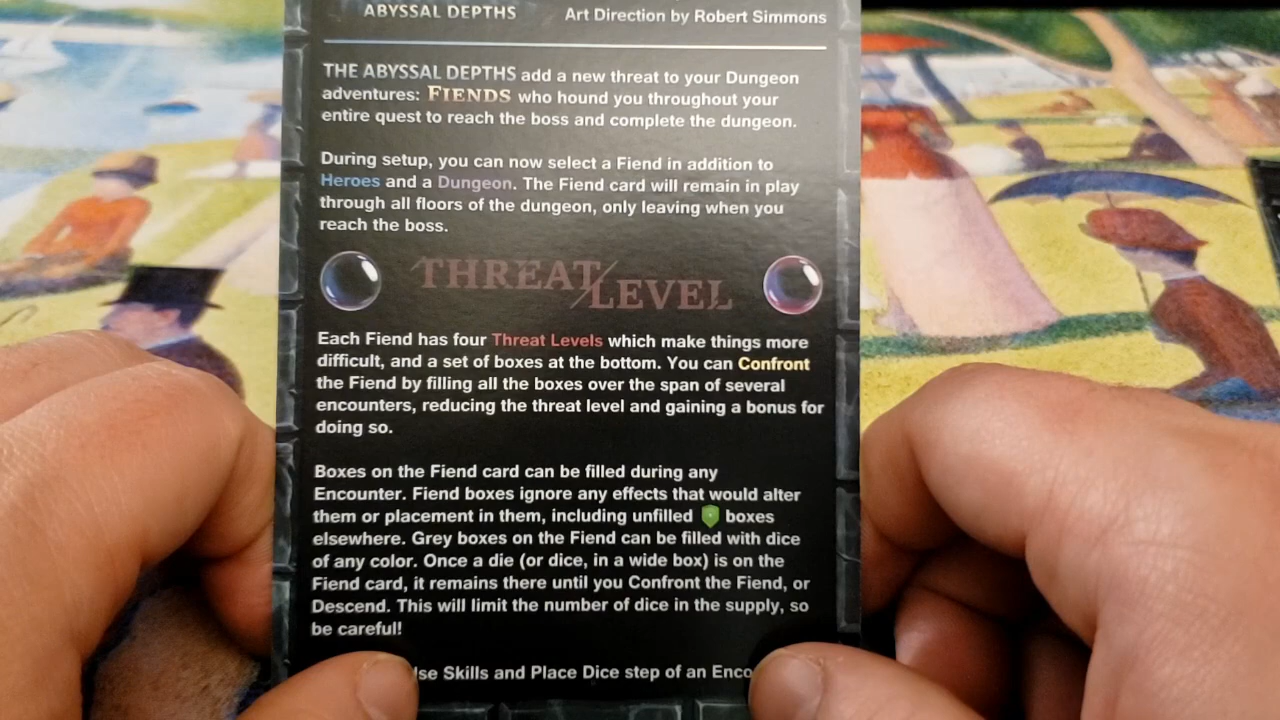 ABYSSAL DEPTHS
Art Direction by Robert Simmons
THE ABYSSAL DEPTHS add a new threat to your Dungeon
adventures: FIENDS who hound you throughout your
entire quest to reach the boss and complete the dungeon.
During setup, you can now select a Fiend in addition to
Heroes and a Dungeon. The Fiend card will remain in play
through all floors of the dungeon, only leaving when you
reach the boss.
THREAT/LEVEL
Each Fiend has four Threat Levels which make things more
difficult, and a set of boxes at the bottom. You can Confront
the Fiend by filling all the boxes over the span of several
encounters, reducing the threat level and gaining a bonus for
doing so.
Boxes on the Fiend card can be filled during any
Encounter. Fiend boxes ignore any effects that would alter
them or placement in them, including unfilled boxes
elsewhere. Grey boxes on the Fiend can be filled with dice
of any color. Once a die (or dice, in a wide box) is on the
Fiend card, it remains there until you Confront the Fiend, or
Descend. This will limit the number of dice in the supply, so
be careful!
Skills and Place Dice step of an